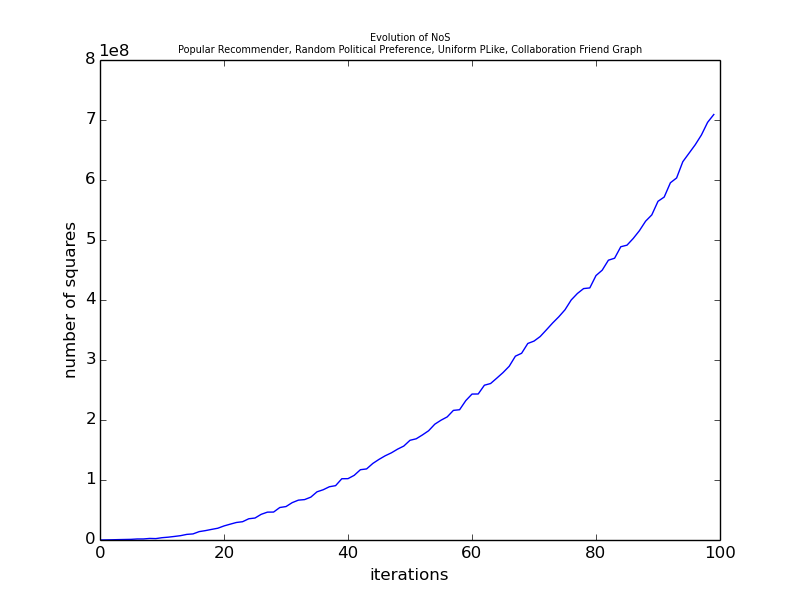 Evolution of NoS
Popular Recommender, Random Political Preference, Uniform PLike, Collaboration Friend Graph
1e8
8
7
6
5
4
3
2
1
0
number of squares
0 20 40 60 80 100
iterations